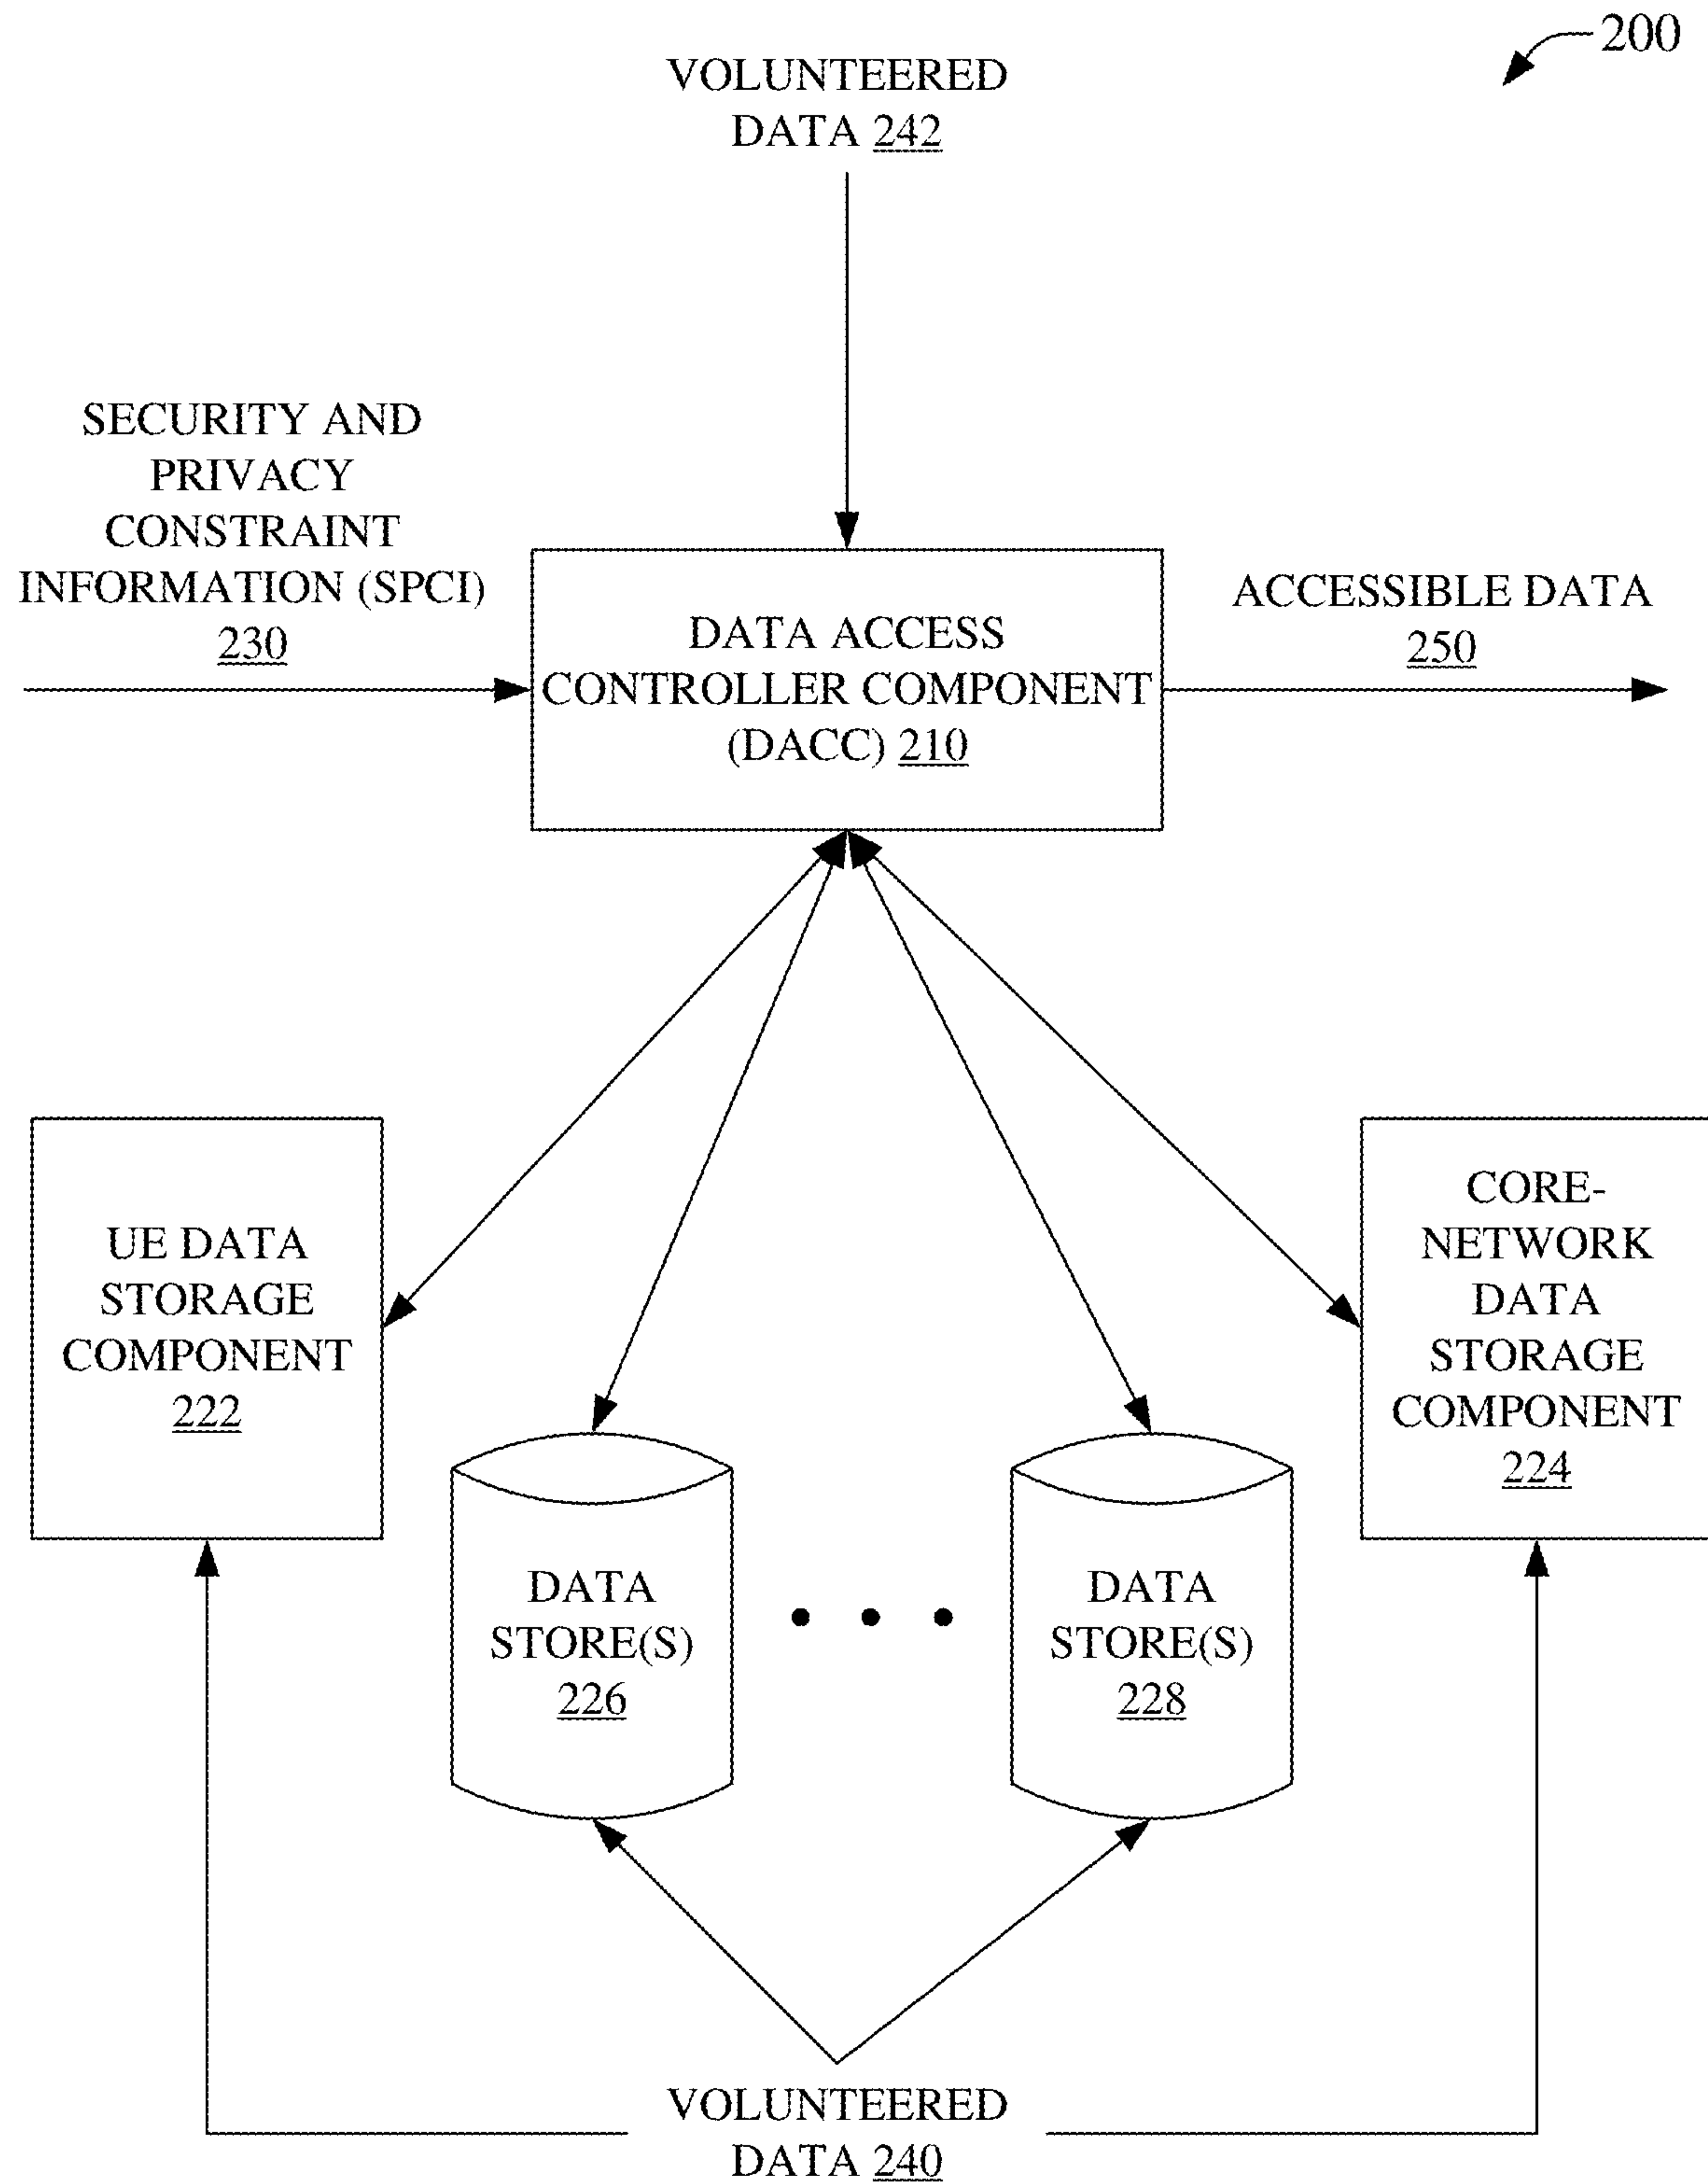 200
VOLUNTEERED
DATA 242
SECURITY AND
PRIVACY
CONSTRAINT
INFORMATION (SPCI)
230
DATA ACCESS
CONTROLLER COMPONENT
(DACC) 210
ACCESSIBLE DATA
250
UE DATA
STORAGE
COMPONENT
222
DATA
STORE(S)
226
DATA
STORE(S)
228
CORE-
NETWORK
DATA
STORAGE
COMPONENT
224
VOLUNTEERED
DATA 240